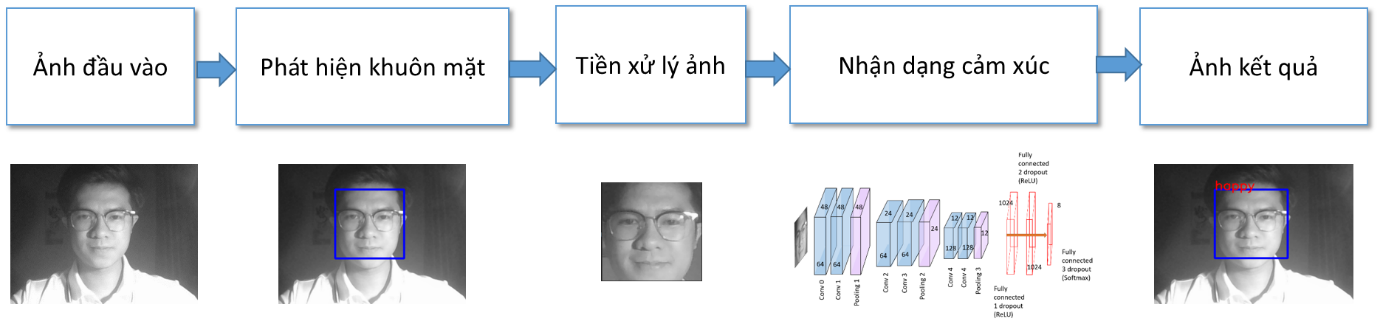 Ảnh đầu vào
Phát hiện khuôn mặt
Tiền xử lý ảnh
Nhận dạng cảm xúc
Ảnh kết quả
48
48
48
64
64
Conv 0
Conv 1
Pooling 1
24
24
24
64
64
Conv 2
Conv 3
Pooling 2
12
12
12
128
128
Conv 4
Conv 4
Pooling 3
Fully
connected
2 dropout
(ReLU)
1024
1024
8
Fully
connected
1 dropout
(ReLU)
Fully
connected
3 dropout
(Softmax)
happy